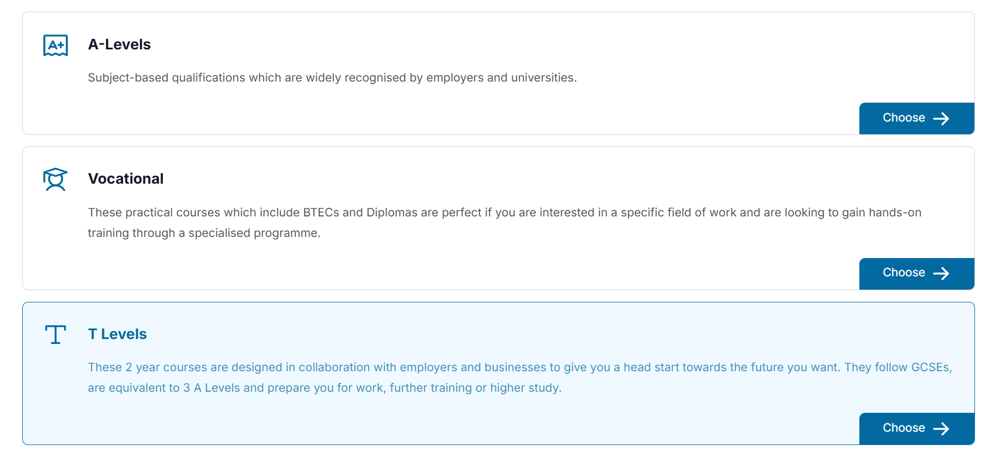 A+
A-Levels
Subject-based qualifications which are widely recognised by employers and universities.
Choose
Vocational
These practical courses which include BTECs and Diplomas are perfect if you are interested in a specific field of work and are looking to gain hands-on
training through a specialised programme.
Choose
T
T Levels
These 2 year courses are designed in collaboration with employers and businesses to give you a head start towards the future you want. They follow GCSEs,
are equivalent to 3 A Levels and prepare you for work, further training or higher study.
Choose